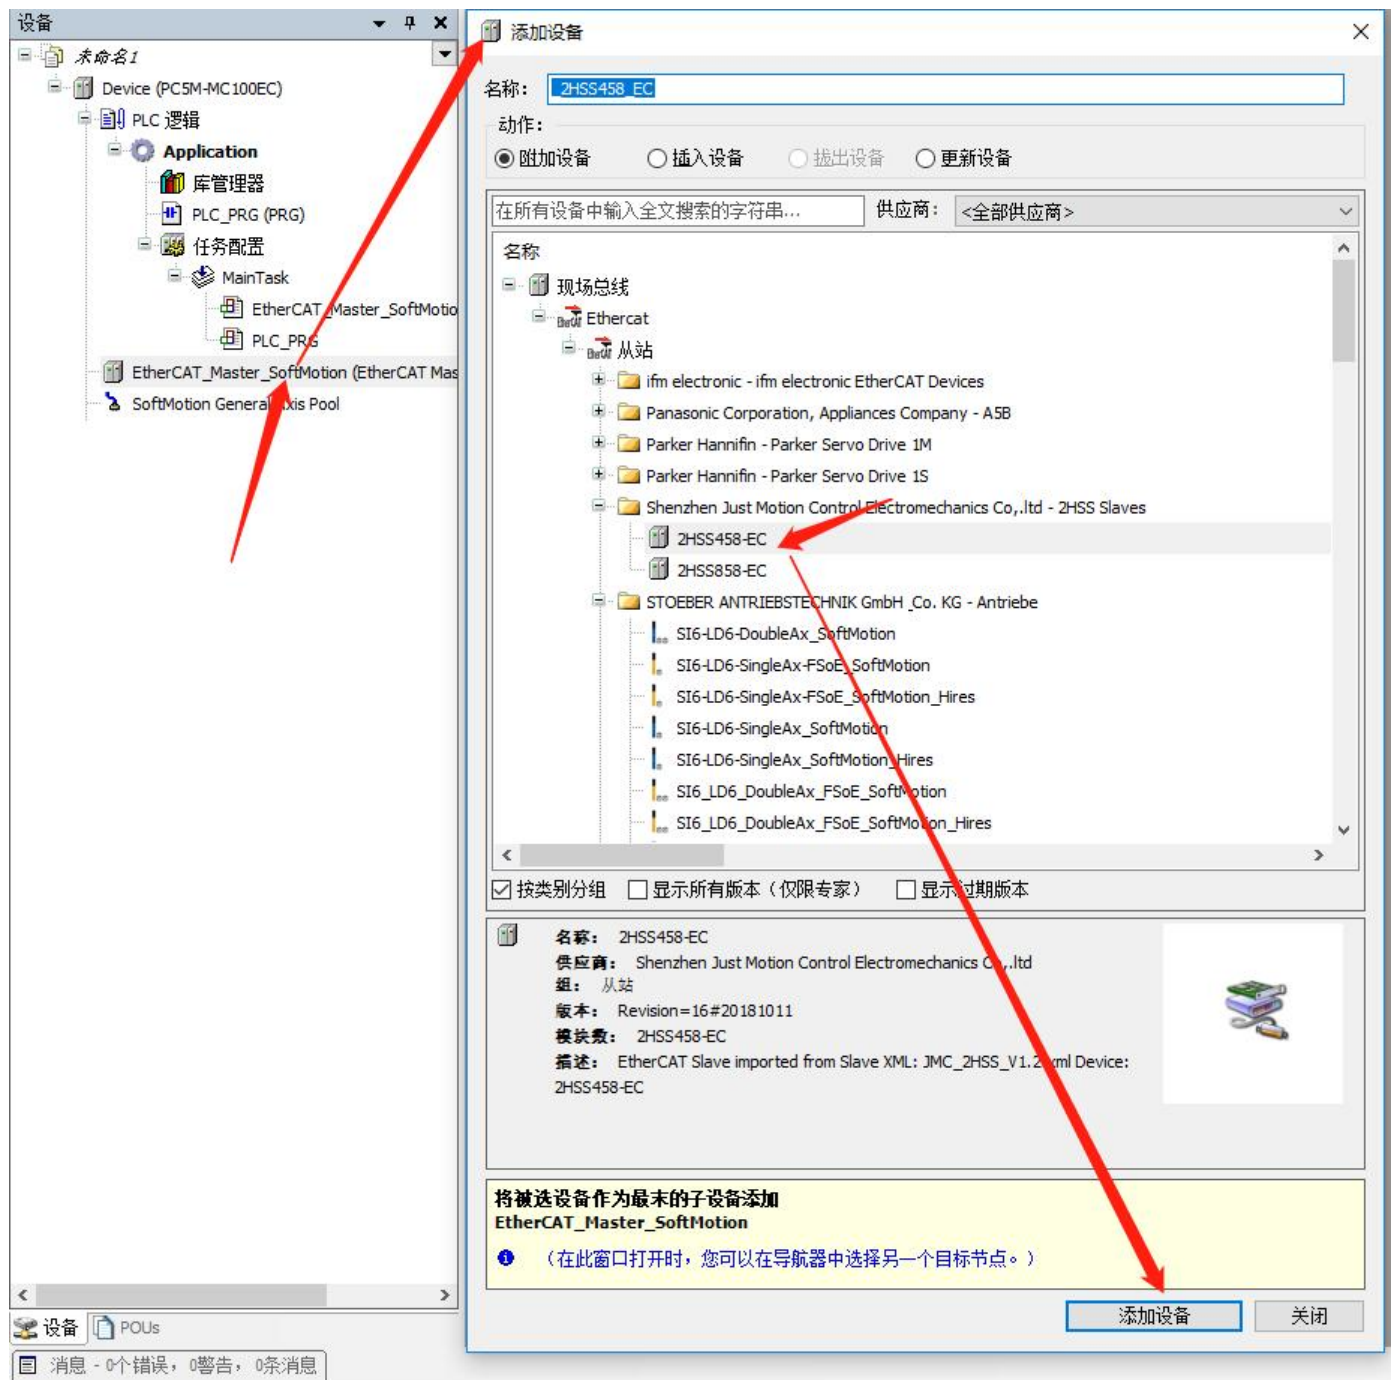 设备
未命名1
Device (PC5M-MC100EC)
PLC 逻辑
Application
库管理器
PLC_PRG (PRG)
任务配置
MainTask
EtherCAT_Master_SoftMotio
PLC_PRG
EtherCAT_Master_SoftMotion (EtherCAT Mas
SoftMotion General Axis Pool
设备
POUs
消息 - 0个错误, 0警告, 0条消息
添加设备
名称: _2HSS458_EC
动作:
附加设备 插入设备 拔出设备 更新设备
在所有设备中输入全文搜索的字符串... 供应商: <全部供应商>
名称
现场总线
EtherCAT Ethercat
EtherCAT 从站
ifm electronic - ifm electronic EtherCAT Devices
Panasonic Corporation, Appliances Company - A5B
Parker Hannifin - Parker Servo Drive 1M
Parker Hannifin - Parker Servo Drive 1S
Shenzhen Just Motion Control Electromechanics Co,.ltd - 2HSS Slaves
2HSS458-EC
2HSS858-EC
STOEBER ANTRIEBSTECHNIK GmbH _Co. KG - Antriebe
SI6-LD6-DoubleAx_SoftMotion
SI6-LD6-SingleAx-FSoE_SoftMotion
SI6-LD6-SingleAx-FSoE_SoftMotion_Hires
SI6-LD6-SingleAx_SoftMotion
SI6-LD6-SingleAx_SoftMotion_Hires
SI6_LD6_DoubleAx_FSoE_SoftMotion
SI6_LD6_DoubleAx_FSoE_SoftMotion_Hires
按类别分组 显示所有版本（仅限专家） 显示过期版本
名称: 2HSS458-EC
供应商: Shenzhen Just Motion Control Electromechanics Co,.ltd
组: 从站
版本: Revision=16#20181011
模块数: 2HSS458-EC
描述: EtherCAT Slave imported from Slave XML: Device:
2HSS458-EC
将被选设备作为最末的子设备添加
EtherCAT_Master_SoftMotion
（在此窗口打开时，您可以在导航器中选择另一个目标节点。）
添加设备 关闭